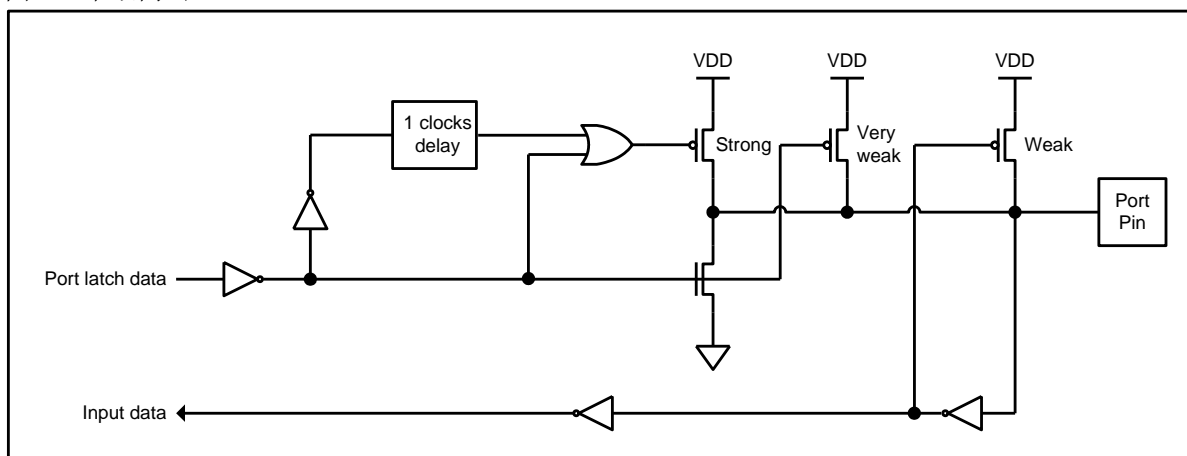 VDD
VDD
VDD
1 clocks
delay
Strong
Very
weak
Weak
Port
Pin
Port latch data
Input data